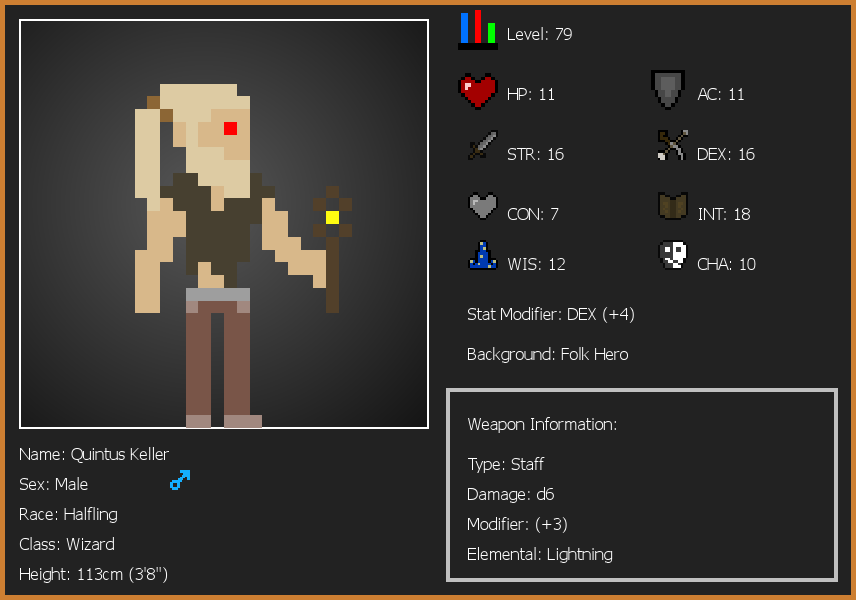 Level: 79
HP: 11
AC: 11
STR: 16
DEX: 16
CON: 7
INT: 18
WIS: 12
CHA: 10
Stat Modifier: DEX (+4)
Background: Folk Hero
Weapon Information:
Type: Staff
Damage: d6
Modifier: (+3)
Elemental: Lightning
Name: Quintus Keller
Sex: Male
Race: Halfling
Class: Wizard
Height: 113cm (3'8")